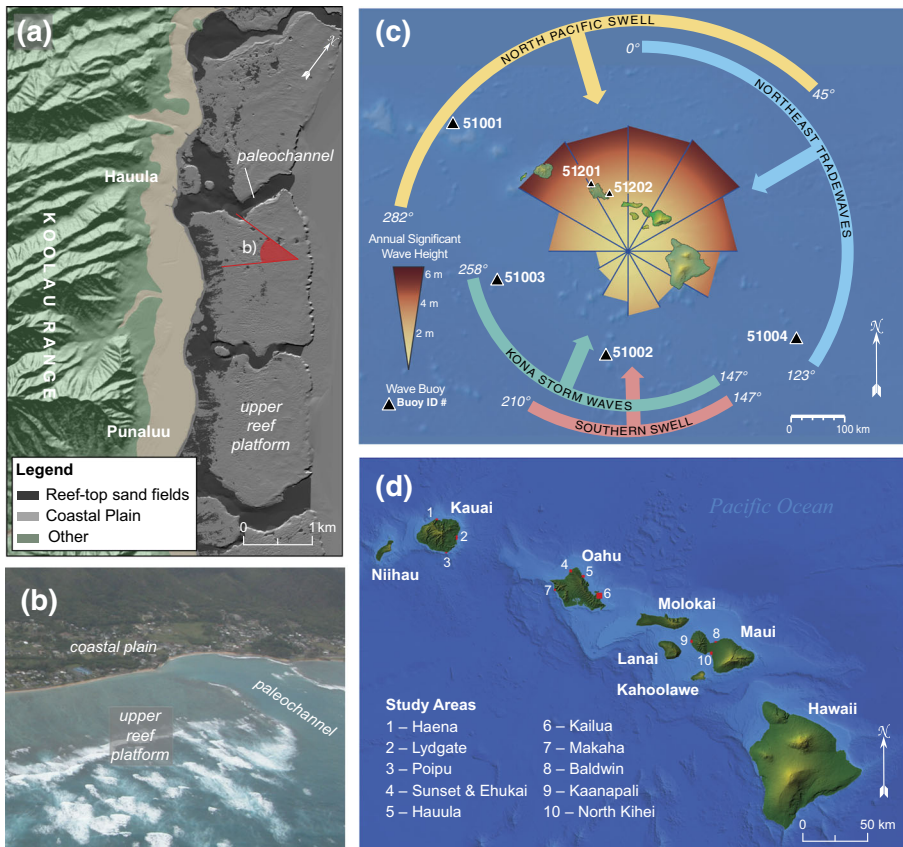 (a)
N
paleochannel
Hauula
b)
KOOLAU RANGE
upper
reef
platform
Punaluu
Legend
Reef-top sand fields
Coastal Plain
Other
0 1km
(b)
coastal plain
paleochannel
upper
reef
platform
(c)
NORTH PACIFIC SWELL
0°
45°
NORTHEAST TRADEWAVES
51001
51201
51202
282°
Annual Significant
Wave Height
6 m
4 m
2 m
258°
51003
51002
51004
123°
KONA STORM WAVES
147°
147°
210°
SOUTHERN SWELL
Wave Buoy
Buoy ID #
N
0 100 km
(d)
Pacific Ocean
Kauai
1
2
3
Niihau
Oahu
4
5
6
7
Molokai
Maui
8
9
10
Lanai
Kahoolawe
Hawaii
Study Areas
1 – Haena
2 – Lydgate
3 – Poipu
4 – Sunset & Ehukai
5 – Hauula
6 – Kailua
7 – Makaha
8 – Baldwin
9 – Kaanapali
10 – North Kihei
N
0 50 km